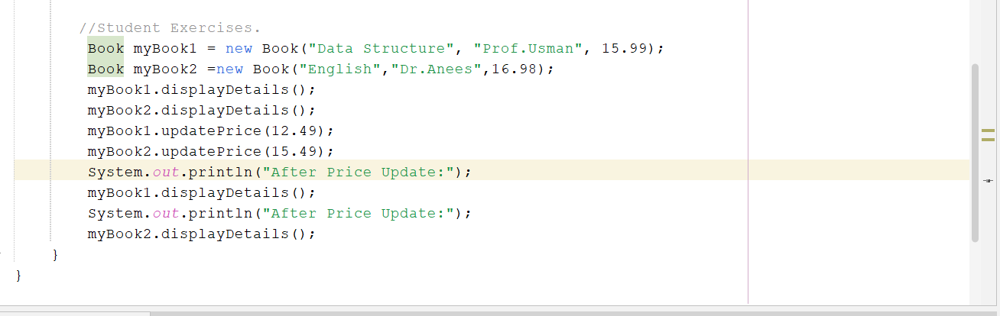 //Student Exercises.
Book myBook1 = new Book("Data Structure", "Prof.Usman", 15.99);
Book myBook2 =new Book("English","Dr.Anees",16.98);
myBook1.displayDetails();
myBook2.displayDetails();
myBook1.updatePrice(12.49);
myBook2.updatePrice(15.49);
System.out.println("After Price Update:");
myBook1.displayDetails();
System.out.println("After Price Update:");
myBook2.displayDetails();
}
}